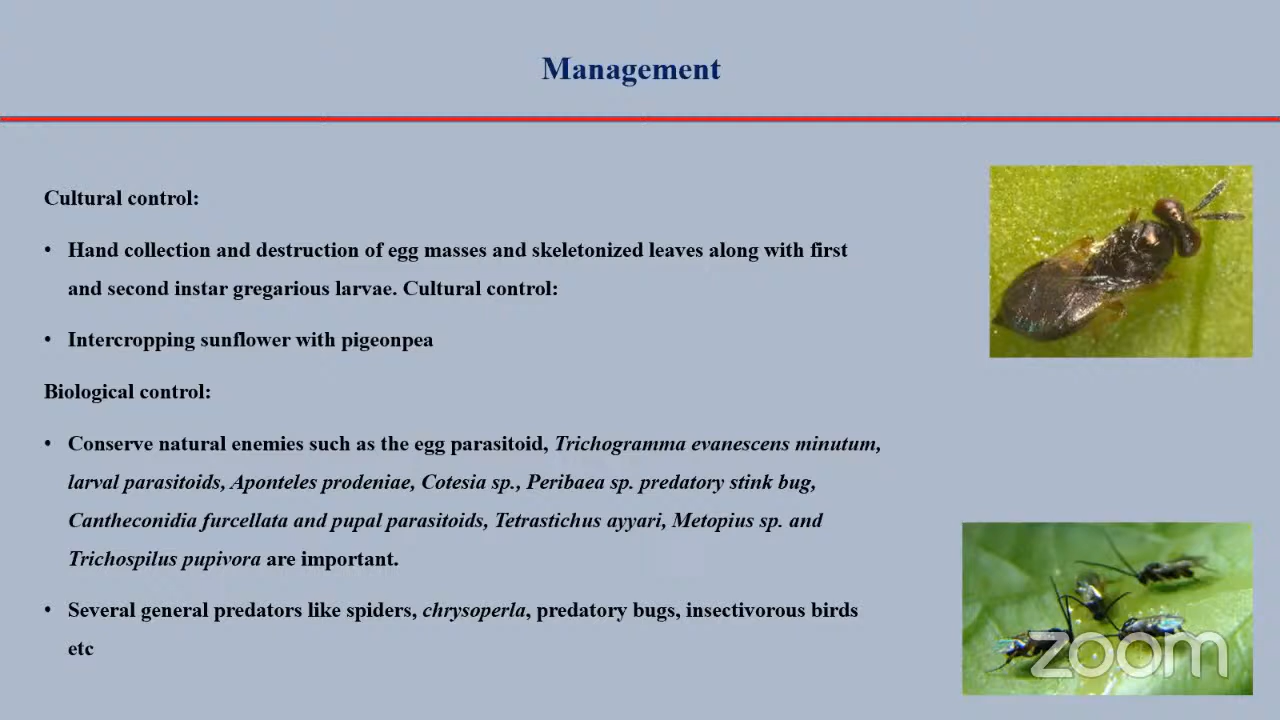 Management
Cultural control:
• Hand collection and destruction of egg masses and skeletonized leaves along with first
and second instar gregarious larvae. Cultural control:
• Intercropping sunflower with pigeonpea
Biological control:
• Conserve natural enemies such as the egg parasitoid, Trichogramma evanescens minutum,
larval parasitoids, Aponteles prodeniae, Cotesia sp., Peribaea sp. predatory stink bug,
Cantheconidia furcellata and pupal parasitoids, Tetrastichus ayyari, Metopius sp. and
Trichospilus pupivora are important.
• Several general predators like spiders, chrysoperla, predatory bugs, insectivorous birds
etc
zoom